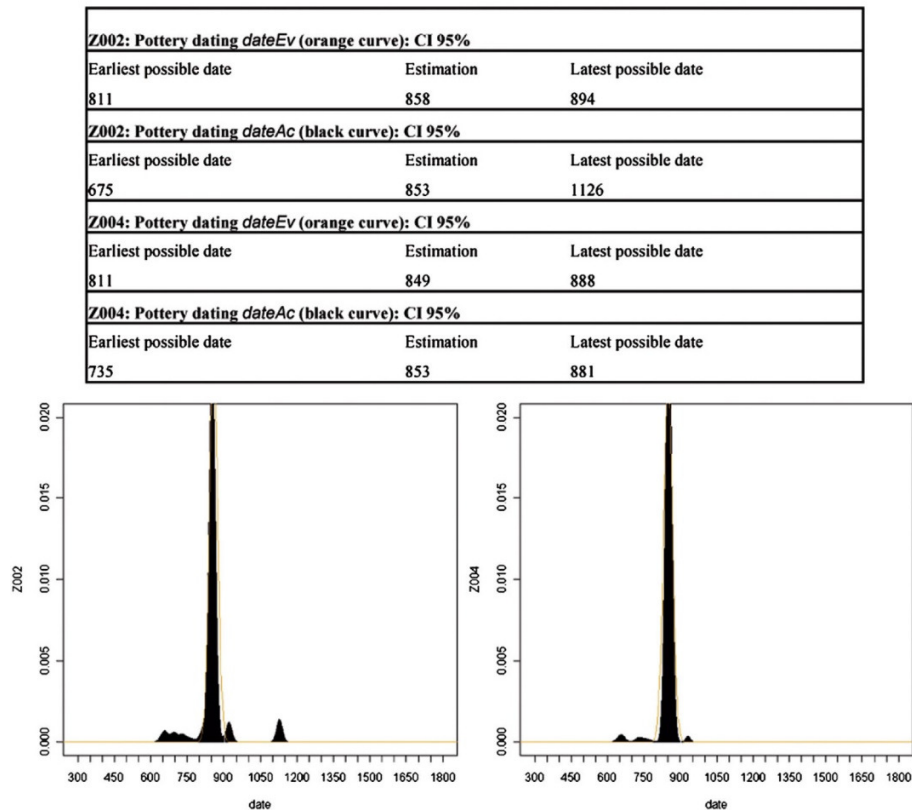 Z002: Pottery dating dateEv (orange curve): CI 95%
Earliest possible date Estimation Latest possible date
811 858 894
Z002: Pottery dating dateAc (black curve): CI 95%
Earliest possible date Estimation Latest possible date
675 853 1126
Z004: Pottery dating dateEv (orange curve): CI 95%
Earliest possible date Estimation Latest possible date
811 849 888
Z004: Pottery dating dateAc (black curve): CI 95%
Earliest possible date Estimation Latest possible date
735 853 881
0.020
0.015
0.010
0.005
0.000
Z002
300 450 600 750 900 1050 1200 1450 1650 1800
date
0.020
0.015
0.010
0.005
0.000
Z004
300 450 600 750 900 1050 1200 1450 1650 1800
date